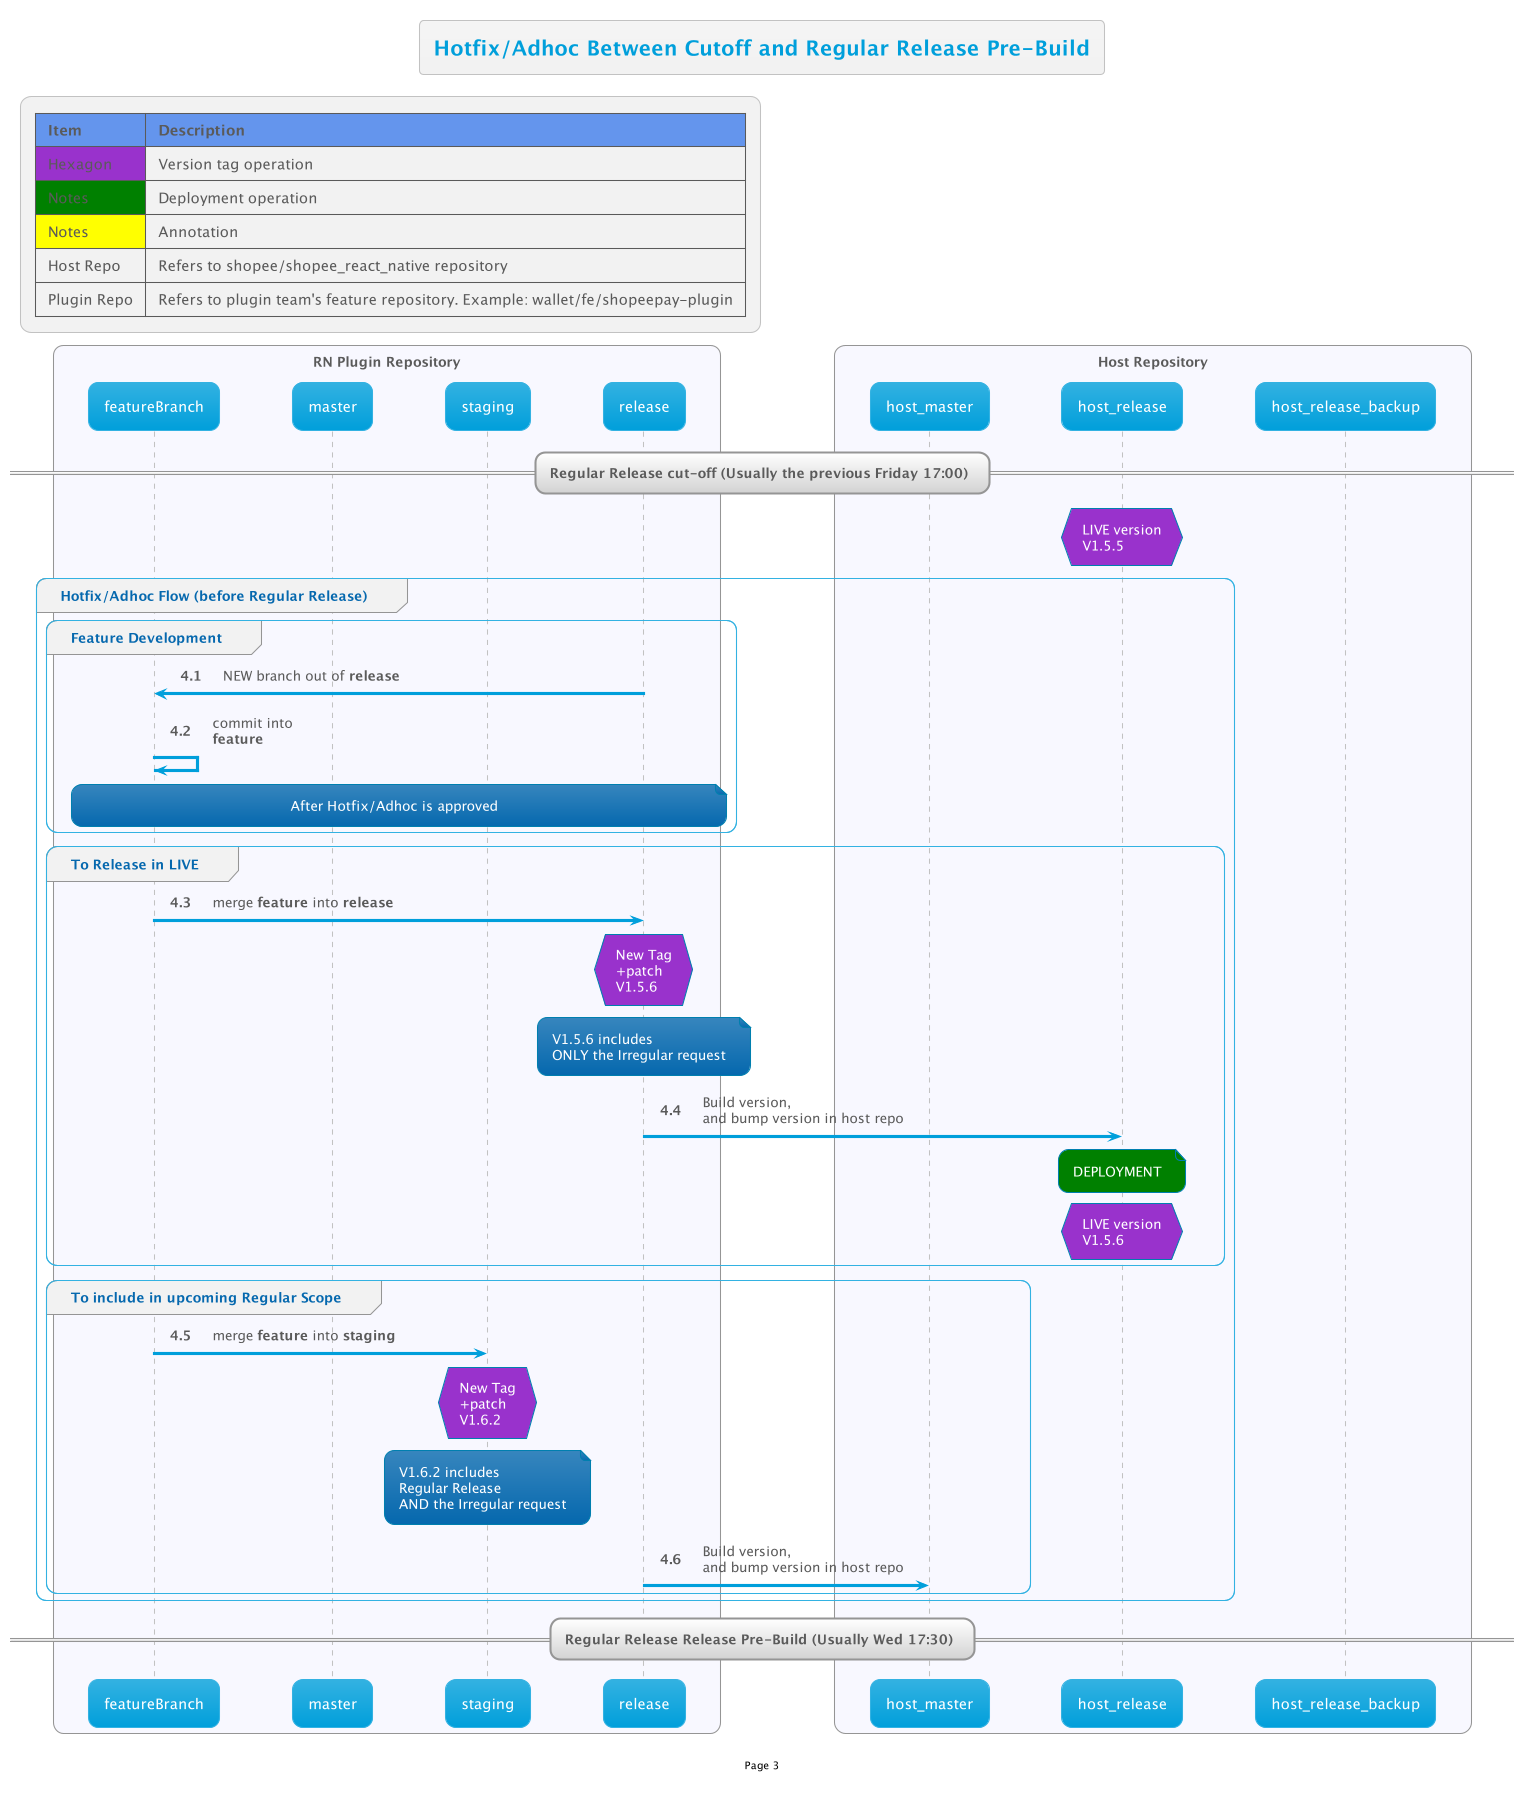 Hotfix/Adhoc Between Cutoff and Regular Release Pre-Build
Item Description
Hexagon Version tag operation
Notes Deployment operation
Notes Annotation
Host Repo Refers to shopee/shopee_react_native repository
Plugin Repo Refers to plugin team's feature repository. Example: wallet/fe/shopeepay-plugin
RN Plugin Repository Host Repository
featureBranch master staging release host_master host_release host_release_backup
Regular Release cut-off (Usually the previous Friday 17:00)
LIVE version
V1.5.5
Hotfix/Adhoc Flow (before Regular Release)
Feature Development
4.1 NEW branch out of release
4.2 commit into
feature
After Hotfix/Adhoc is approved
To Release in LIVE
4.3 merge feature into release
New Tag
+patch
V1.5.6
V1.5.6 includes
ONLY the Irregular request
4.4 Build version,
and bump version in host repo
DEPLOYMENT
LIVE version
V1.5.6
To include in upcoming Regular Scope
4.5 merge feature into staging
New Tag
+patch
V1.6.2
V1.6.2 includes
Regular Release
AND the Irregular request
4.6 Build version,
and bump version in host repo
Regular Release Release Pre-Build (Usually Wed 17:30)
featureBranch master staging release host_master host_release host_release_backup
Page 3